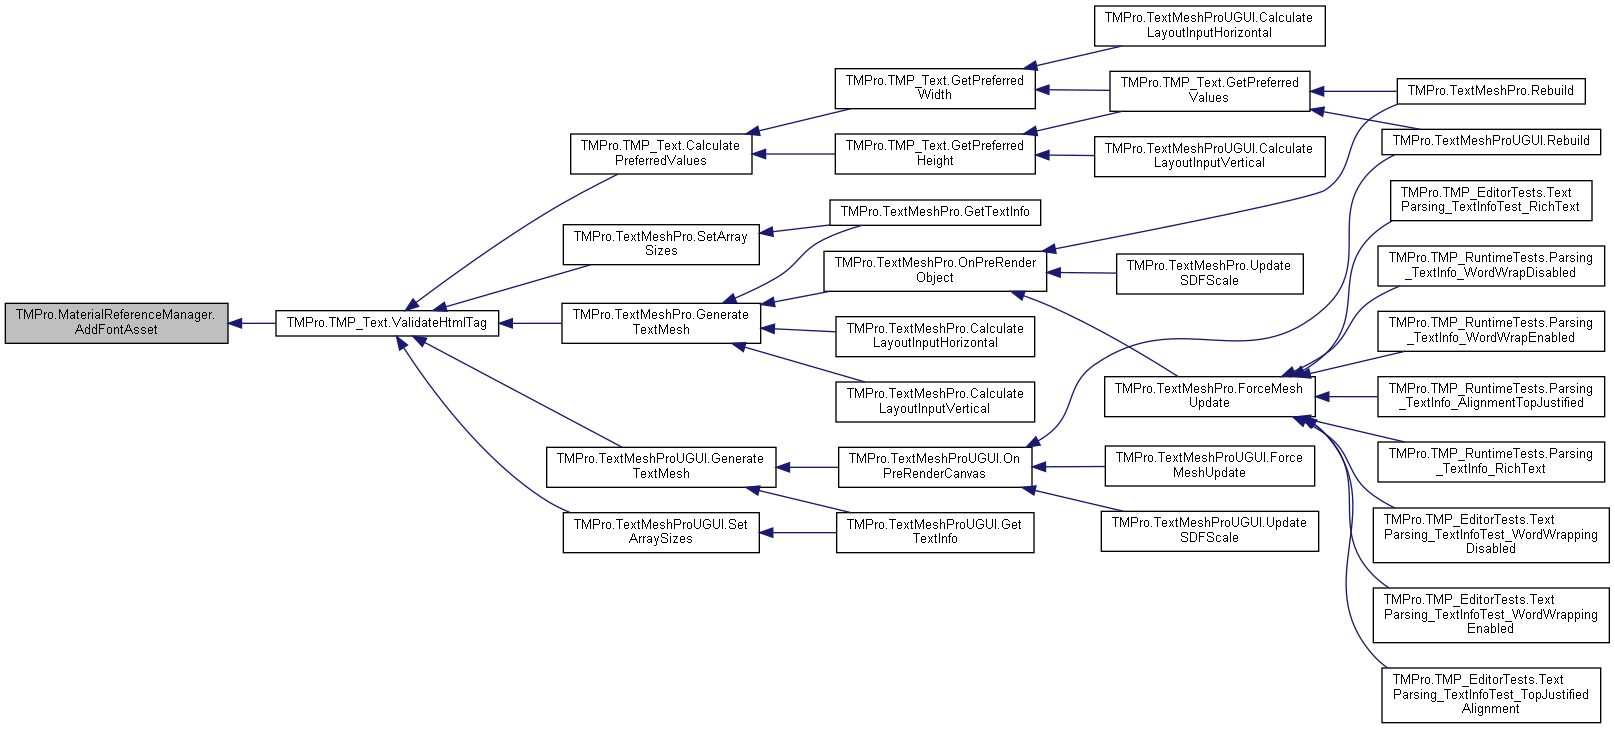 TMPro.MaterialReferenceManager.
AddFontAsset
TMPro.TMP_Text.ValidateHtmlTag
TMPro.TMP_Text.Calculate
PreferredValues
TMPro.TextMeshPro.SetArray
Sizes
TMPro.TextMeshPro.Generate
TextMesh
TMPro.TextMeshProUGUI.Generate
TextMesh
TMPro.TextMeshProUGUI.Set
ArraySizes
TMPro.TMP_Text.GetPreferred
Width
TMPro.TMP_Text.GetPreferred
Height
TMPro.TextMeshPro.GetTextInfo
TMPro.TextMeshPro.OnPreRender
Object
TMPro.TextMeshPro.Calculate
LayoutInputHorizontal
TMPro.TextMeshPro.Calculate
LayoutInputVertical
TMPro.TextMeshProUGUI.On
PreRenderCanvas
TMPro.TextMeshProUGUI.Get
TextInfo
TMPro.TextMeshProUGUI.Calculate
LayoutInputHorizontal
TMPro.TMP_Text.GetPreferred
Values
TMPro.TextMeshProUGUI.Calculate
LayoutInputVertical
TMPro.TextMeshPro.Update
SDFScale
TMPro.TextMeshPro.ForceMesh
Update
TMPro.TextMeshProUGUI.Force
MeshUpdate
TMPro.TextMeshProUGUI.Update
SDFScale
TMPro.TextMeshPro.Rebuild
TMPro.TextMeshProUGUI.Rebuild
TMPro.TMP_EditorTests.Text
Parsing_TextInfoTest_RichText
TMPro.TMP_RuntimeTests.Parsing
_TextInfo_WordWrapDisabled
TMPro.TMP_RuntimeTests.Parsing
_TextInfo_WordWrapEnabled
TMPro.TMP_RuntimeTests.Parsing
_TextInfo_AlignmentTopJustified
TMPro.TMP_RuntimeTests.Parsing
_TextInfo_RichText
TMPro.TMP_EditorTests.Text
Parsing_TextInfoTest_WordWrapping
Disabled
TMPro.TMP_EditorTests.Text
Parsing_TextInfoTest_WordWrapping
Enabled
TMPro.TMP_EditorTests.Text
Parsing_TextInfoTest_TopJustified
Alignment